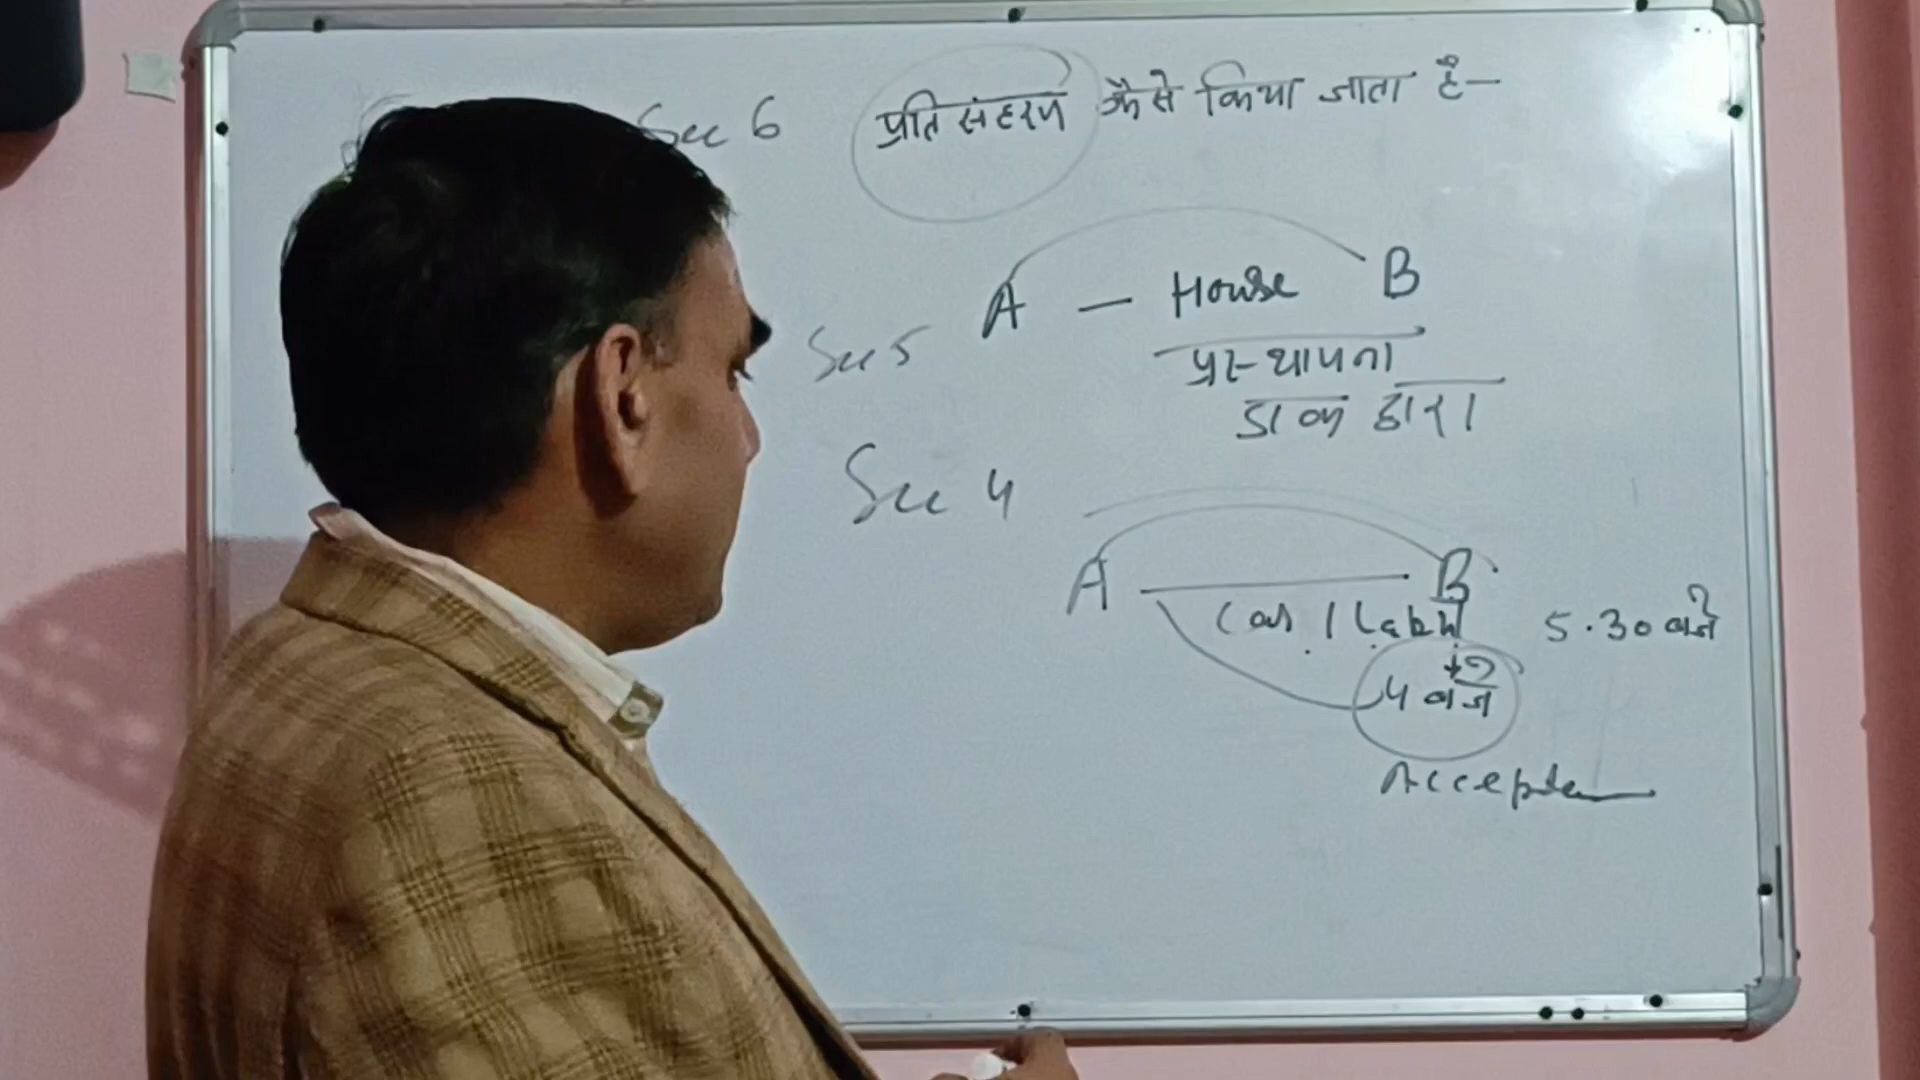 Sec 6 प्रतिसंहरण कैसे किया जाता है—
A — House B
Sec 5
प्रस्थापना
डाक द्वारा
Sec 4
A — B
Car / 1 Lakh 5.30 बजे
4 बजे